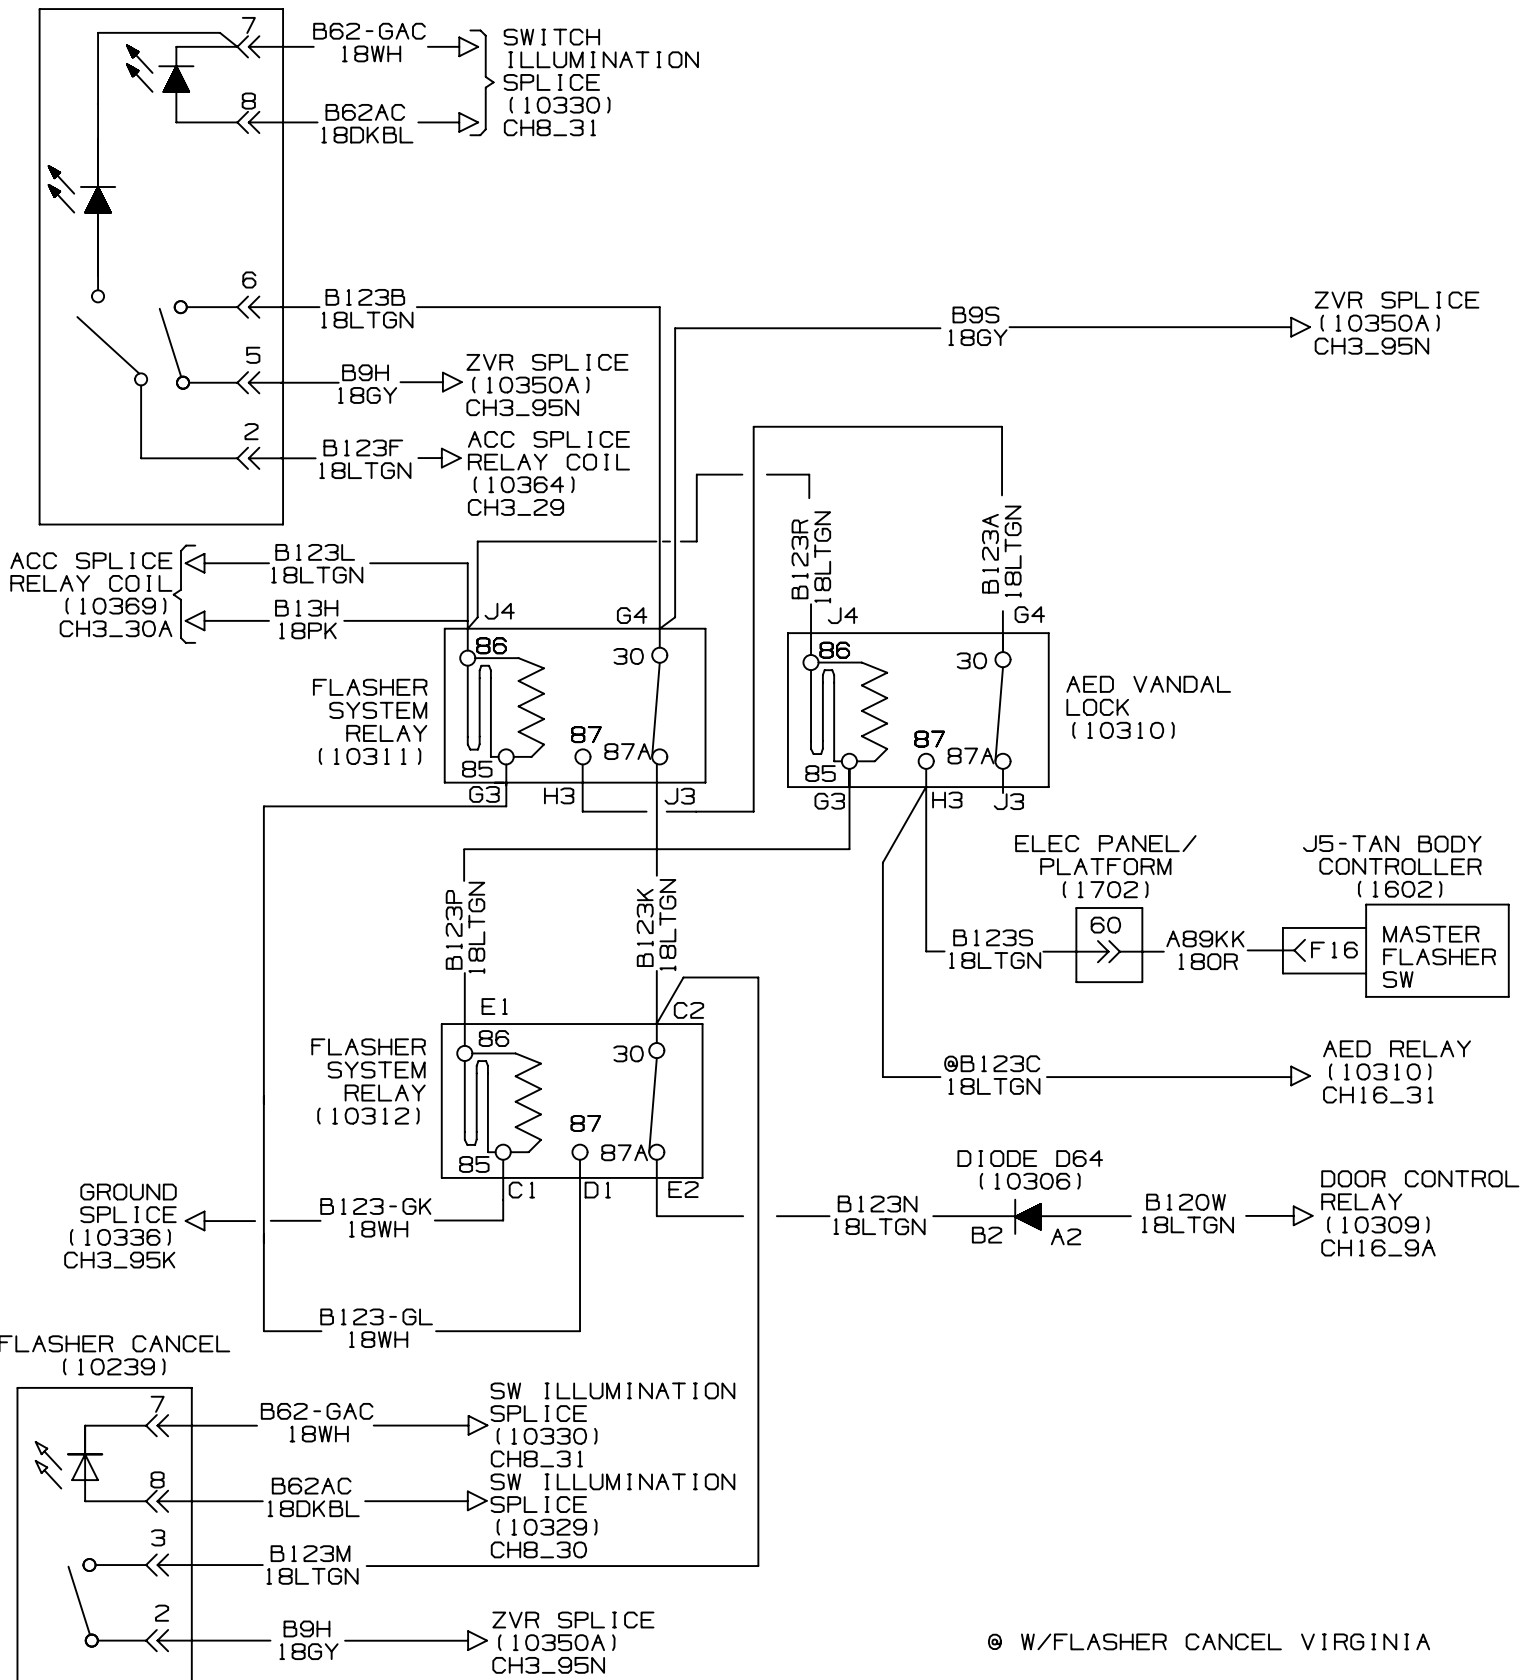 7
B62-GAC
18WH
SWITCH
ILLUMINATION
SPLICE
(10330)
CH8_31
8
B62AC
18DKBL
6
B123B
18LTGN
B9S
18GY
ZVR SPLICE
(10350A)
CH3_95N
5
B9H
18GY
ZVR SPLICE
(10350A)
CH3_95N
2
B123F
18LTGN
ACC SPLICE
RELAY COIL
(10364)
CH3_29
ACC SPLICE
RELAY COIL
(10369)
CH3_30A
B123L
18LTGN
B13H
18PK
B123R
18LTGN
B123A
18LTGN
J4
G4
J4
G4
FLASHER
SYSTEM
RELAY
(10311)
86
30
87
87A
85
G3
H3
J3
86
30
87
87A
85
G3
H3
J3
AED VANDAL
LOCK
(10310)
ELEC PANEL/
PLATFORM
(1702)
J5-TAN BODY
CONTROLLER
(1602)
B123P
18LTGN
B123K
18LTGN
B123S
18LTGN
60
A89KK
18OR
F16
MASTER
FLASHER
SW
E1
C2
FLASHER
SYSTEM
RELAY
(10312)
86
30
87
87A
85
C1
D1
E2
@B123C
18LTGN
AED RELAY
(10310)
CH16_31
GROUND
SPLICE
(10336)
CH3_95K
B123-GK
18WH
B123N
18LTGN
DIODE D64
(10306)
B2
A2
B120W
18LTGN
DOOR CONTROL
RELAY
(10309)
CH16_9A
B123-GL
18WH
FLASHER CANCEL
(10239)
7
B62-GAC
18WH
SW ILLUMINATION
SPLICE
(10330)
CH8_31
8
B62AC
18DKBL
SW ILLUMINATION
SPLICE
(10329)
CH8_30
3
B123M
18LTGN
2
B9H
18GY
ZVR SPLICE
(10350A)
CH3_95N
@ W/FLASHER CANCEL VIRGINIA